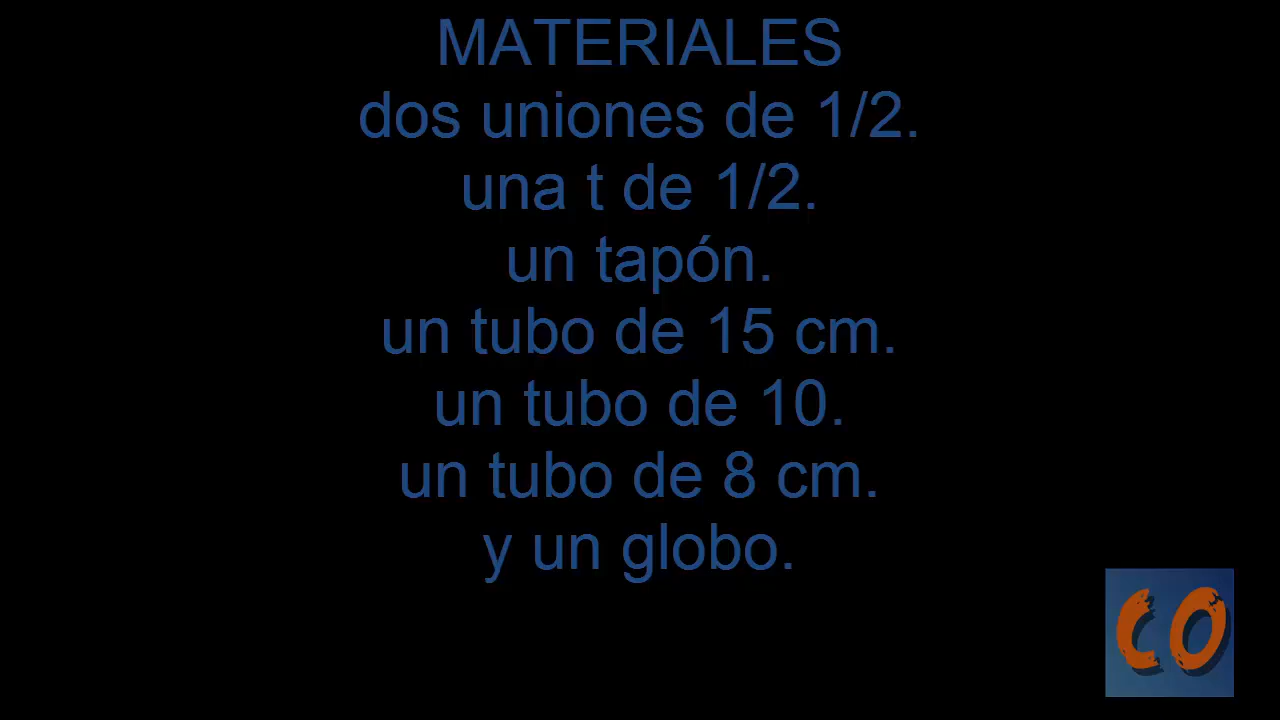 MATERIALES
dos uniones de 1/2.
una t de 1/2.
un tapón.
un tubo de 15 cm.
un tubo de 10.
un tubo de 8 cm.
y un globo.
CO